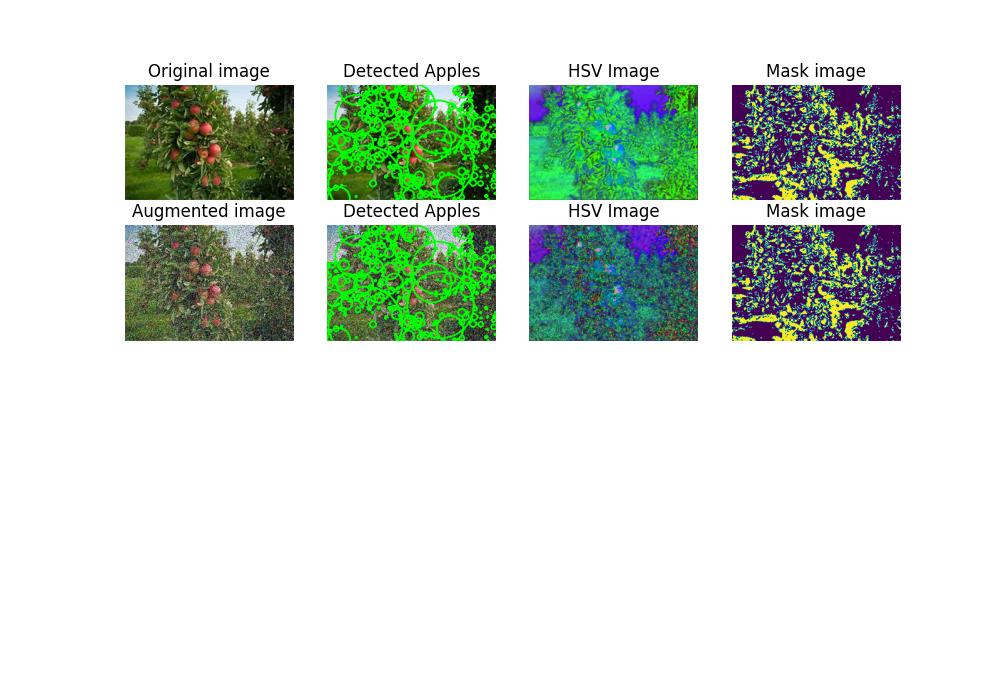 Original image
Detected Apples
HSV Image
Mask image
Augmented image
Detected Apples
HSV Image
Mask image